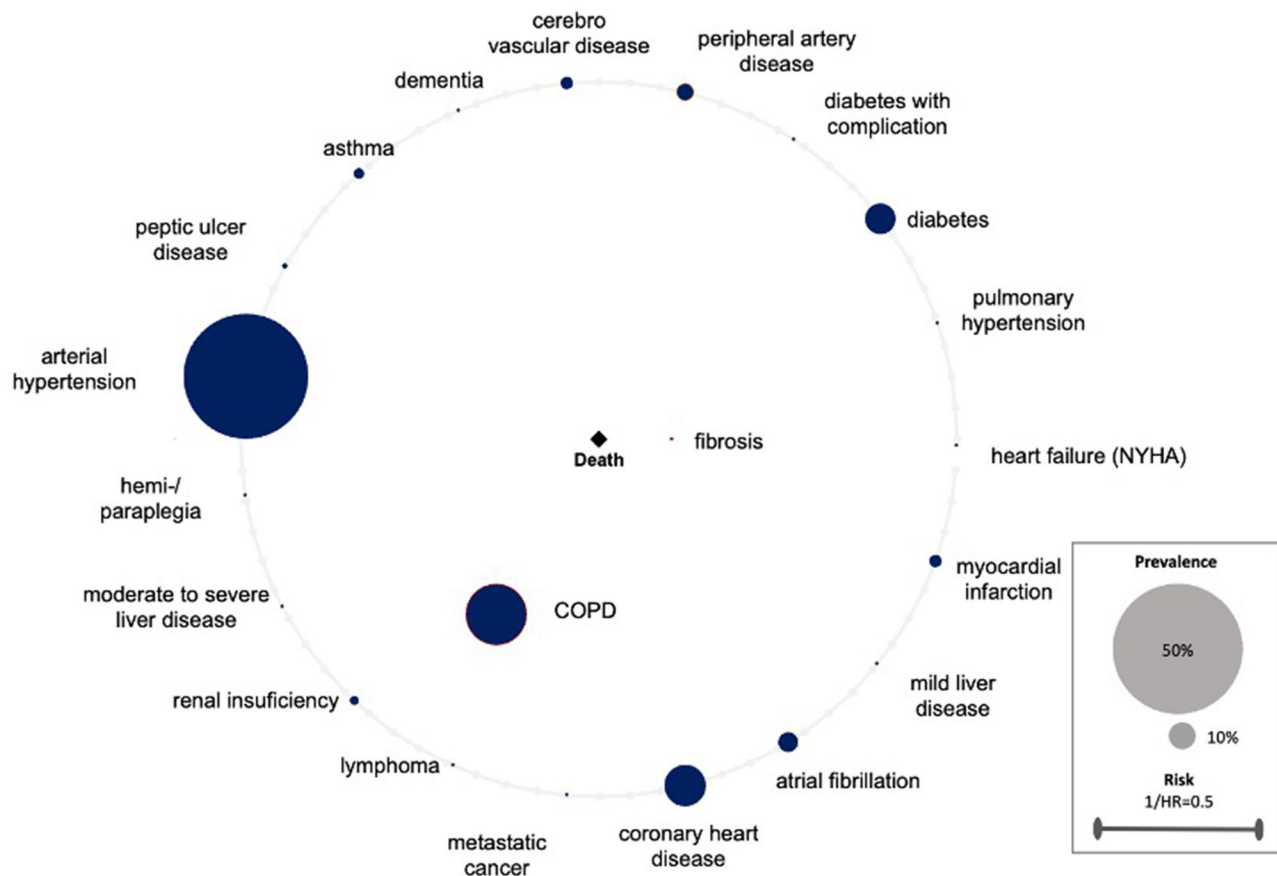 cerebro
vascular disease
peripheral artery
disease
dementia
diabetes with
complication
asthma
peptic ulcer
disease
diabetes
pulmonary
hypertension
arterial
hypertension
Death
fibrosis
heart failure (NYHA)
hemi-/
paraplegia
myocardial
infarction
moderate to severe
liver disease
COPD
renal insuficiency
mild liver
disease
lymphoma
atrial fibrillation
metastatic
cancer
coronary heart
disease
Prevalence
50%
10%
Risk
1/HR=0.5